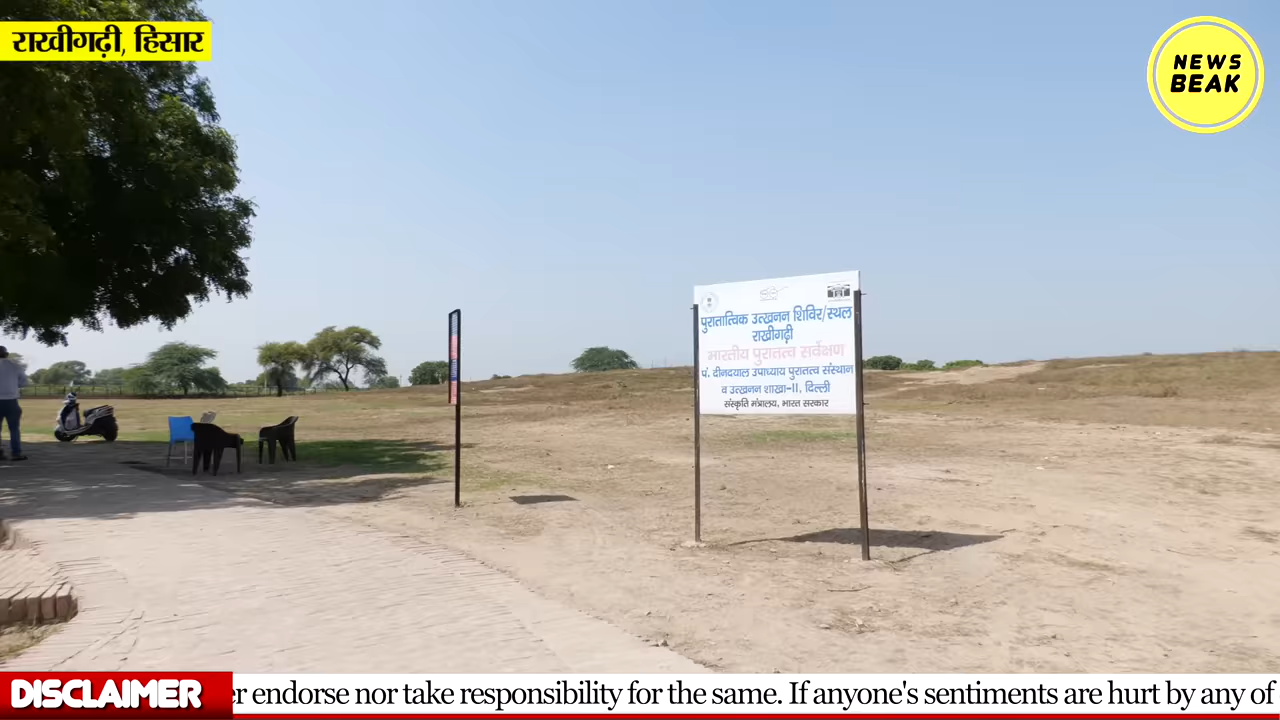 राखीगढ़ी, हिसार
NEWS
BEAK
पुरातात्विक उत्खनन शिविर/स्थल
राखीगढ़ी
भारतीय पुरातत्व सर्वेक्षण
पं. दीनदयाल उपाध्याय पुरातत्व संस्थान
व उत्खनन शाखा-II, दिल्ली
संस्कृति मंत्रालय, भारत सरकार
DISCLAIMER
er endorse nor take responsibility for the same. If anyone's sentiments are hurt by any of